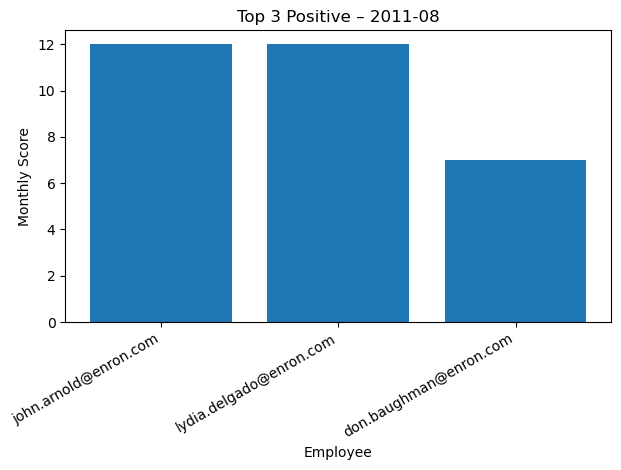 Top 3 Positive – 2011-08
Monthly Score
12
10
8
6
4
2
0
john.arnold@enron.com
lydia.delgado@enron.com
don.baughman@enron.com
Employee